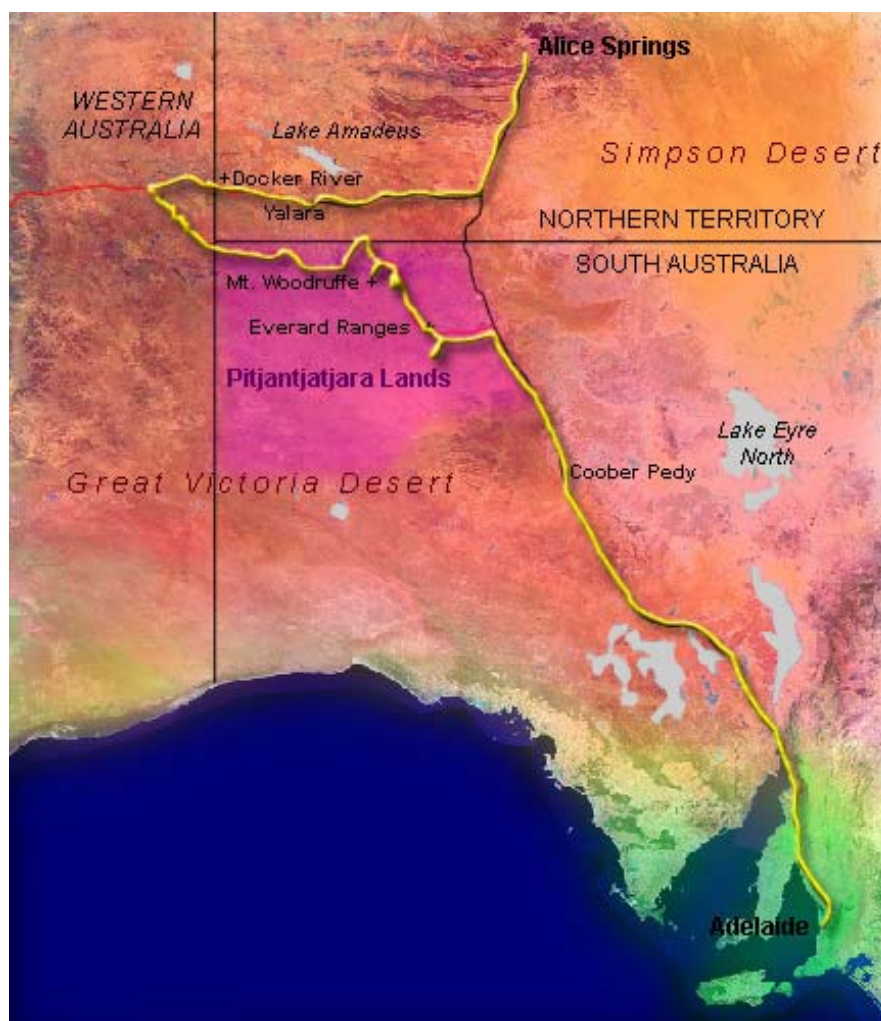 Alice Springs
WESTERN
AUSTRALIA
Lake Amadeus
Simpson Desert
+Docker River
Yalara
NORTHERN TERRITORY
SOUTH AUSTRALIA
Mt. Woodruffe +
Everard Ranges +
Pitjantjatjara Lands
Lake Eyre
North
Great Victoria Desert
Coober Pedy
Adelaide